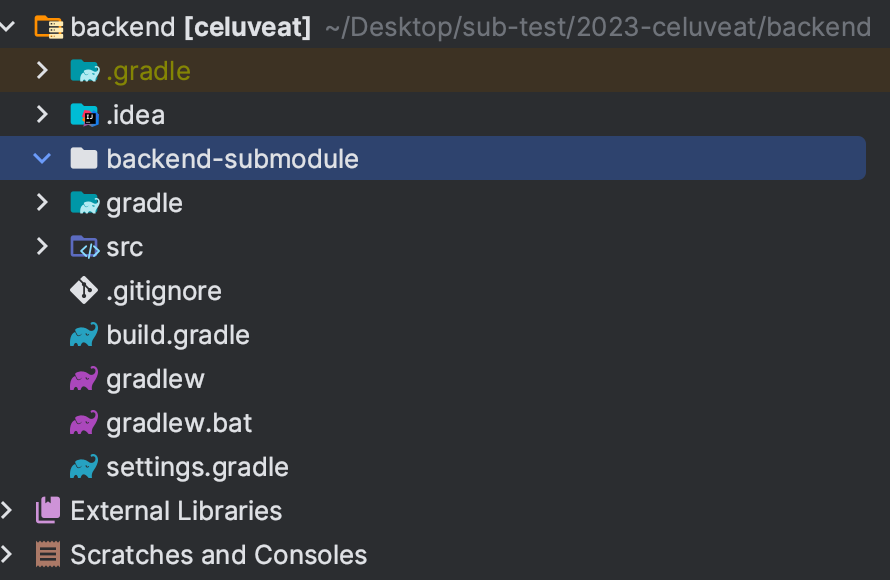 backend [celuveat] ~/Desktop/sub-test/2023-celuveat/backend
.gradle
.idea
backend-submodule
gradle
src
.gitignore
build.gradle
gradlew
gradlew.bat
settings.gradle
External Libraries
Scratches and Consoles